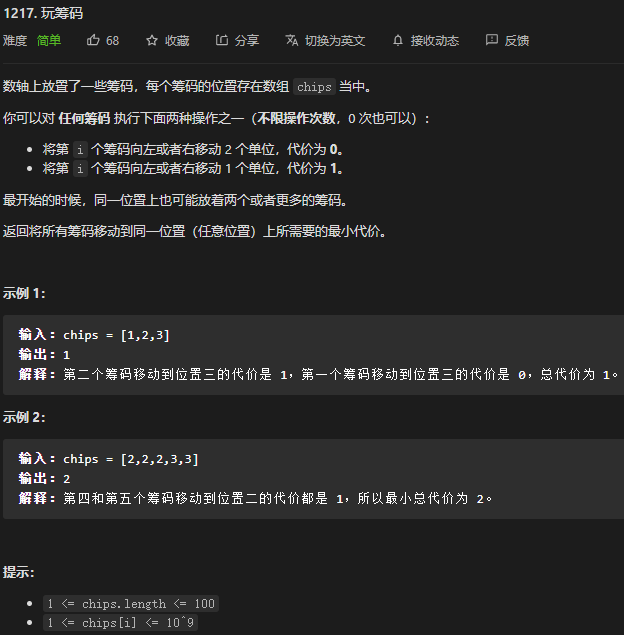 1217. 玩筹码
难度 简单 68 收藏 分享 切换为英文 接收动态 反馈
数轴上放置了一些筹码，每个筹码的位置存在数组 chips 当中。
你可以对 任何筹码 执行下面两种操作之一（不限操作次数，0 次也可以）：
将第 i 个筹码向左或者右移动 2 个单位，代价为 0。
将第 i 个筹码向左或者右移动 1 个单位，代价为 1。
最开始的时候，同一位置上也可能放着两个或者更多的筹码。
返回将所有筹码移动到同一位置（任意位置）上所需要的最小代价。
示例 1：
输入：chips = [1,2,3]
输出：1
解释：第二个筹码移动到位置三的代价是 1，第一个筹码移动到位置三的代价是 0，总代价为 1。
示例 2：
输入：chips = [2,2,2,3,3]
输出：2
解释：第四和第五个筹码移动到位置二的代价都是 1，所以最小总代价为 2。
提示：
1 <= chips.length <= 100
1 <= chips[i] <= 10^9